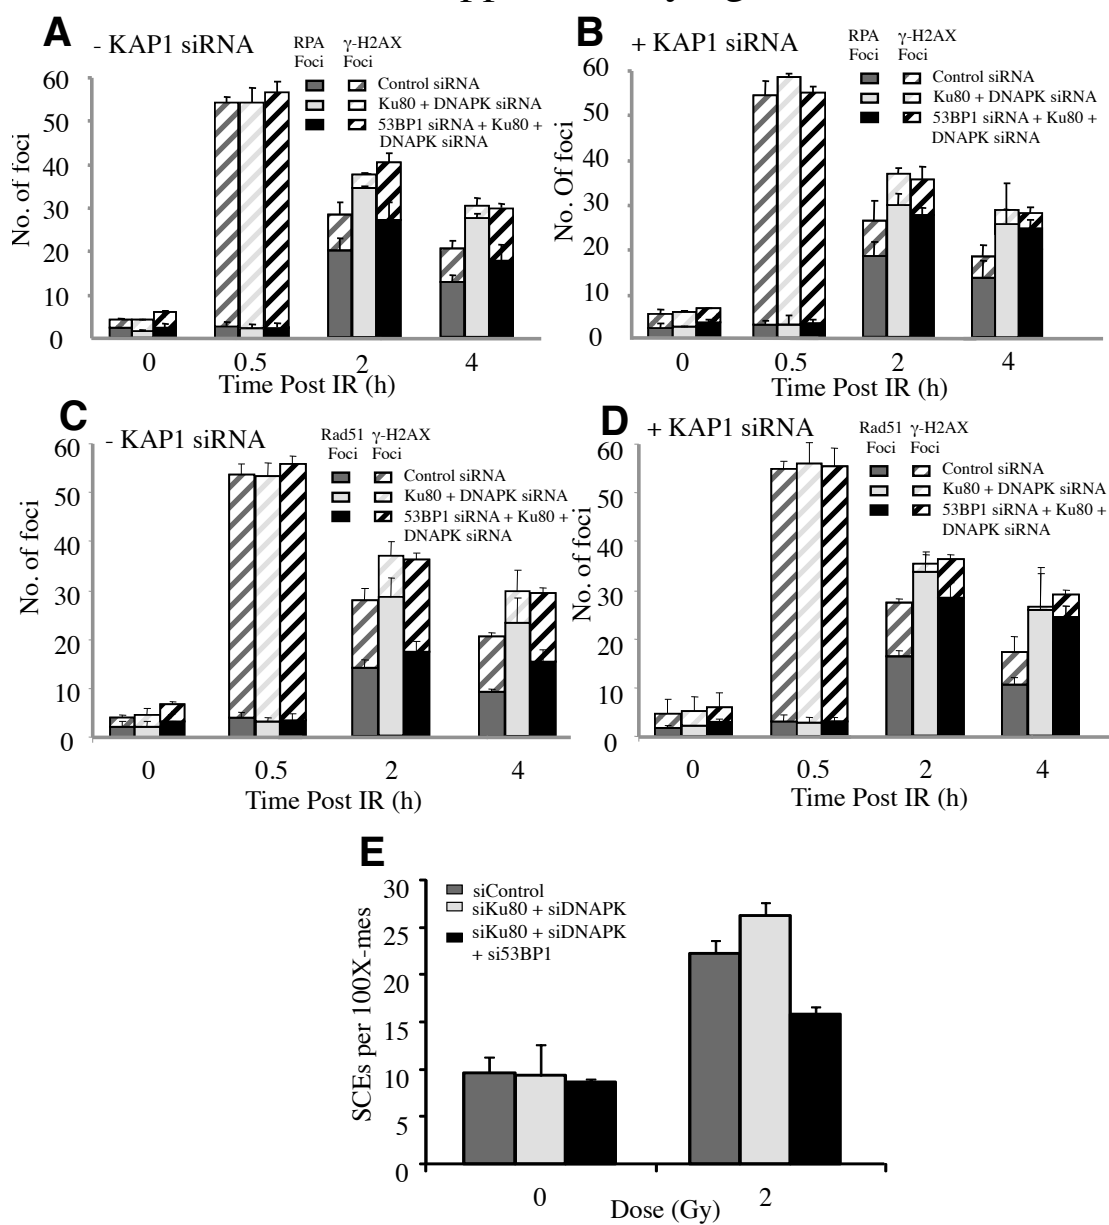 A
- KAP1 siRNA
RPA γ-H2AX
Foci Foci
Control siRNA
Ku80 + DNAPK siRNA
53BP1 siRNA + Ku80 +
DNAPK siRNA
No. of foci
60
50
40
30
20
10
0
0 0.5 2 4
Time Post IR (h)
B
+ KAP1 siRNA
RPA γ-H2AX
Foci Foci
Control siRNA
Ku80 + DNAPK siRNA
53BP1 siRNA + Ku80 +
DNAPK siRNA
No. Of foci
60
50
40
30
20
10
0
0 0.5 2 4
Time Post IR (h)
C
- KAP1 siRNA
Rad51 γ-H2AX
Foci Foci
Control siRNA
Ku80 + DNAPK siRNA
53BP1 siRNA + Ku80 +
DNAPK siRNA
No. of foci
60
50
40
30
20
10
0
0 0.5 2 4
Time Post IR (h)
D
+ KAP1 siRNA
Rad51 γ-H2AX
Foci Foci
Control siRNA
Ku80 + DNAPK siRNA
53BP1 siRNA + Ku80 +
DNAPK siRNA
No. of foci
60
50
40
30
20
10
0
0 0.5 2 4
Time Post IR (h)
E
siControl
siKu80 + siDNAPK
siKu80 + siDNAPK
+ si53BP1
SCEs per 100X-mes
30
25
20
15
10
5
0
0 2
Dose (Gy)